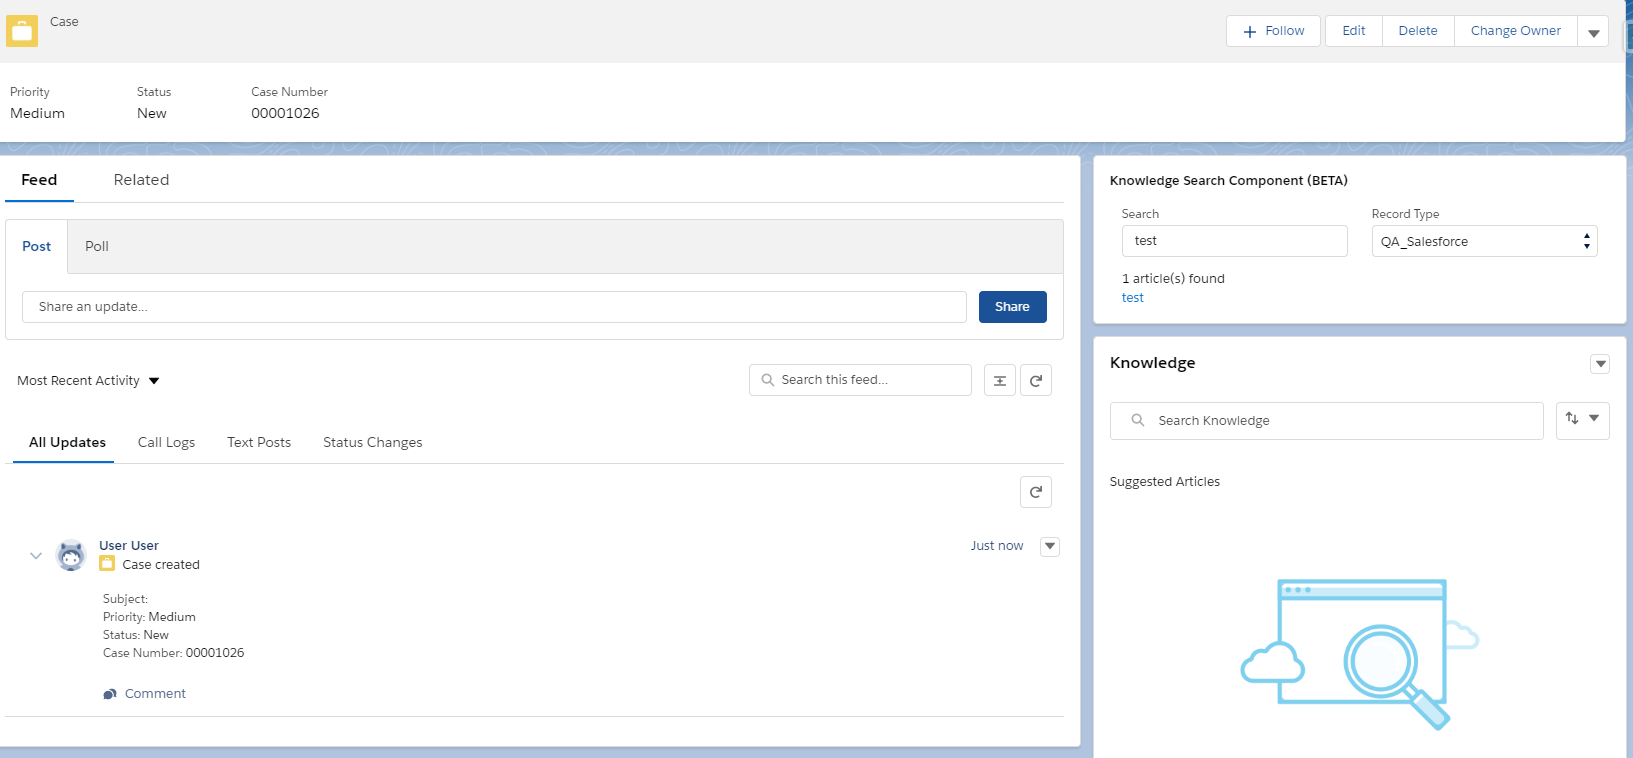 Case
Follow
Edit
Delete
Change Owner
Priority
Status
Case Number
Medium
New
00001026
Feed
Related
Post
Poll
Share an update...
Share
Most Recent Activity
Search this feed...
All Updates
Call Logs
Text Posts
Status Changes
User User
Just now
Case created
Subject:
Priority: Medium
Status: New
Case Number: 00001026
Comment
Knowledge Search Component (BETA)
Search
Record Type
test
QA_Salesforce
1 article(s) found
test
Knowledge
Search Knowledge
Suggested Articles